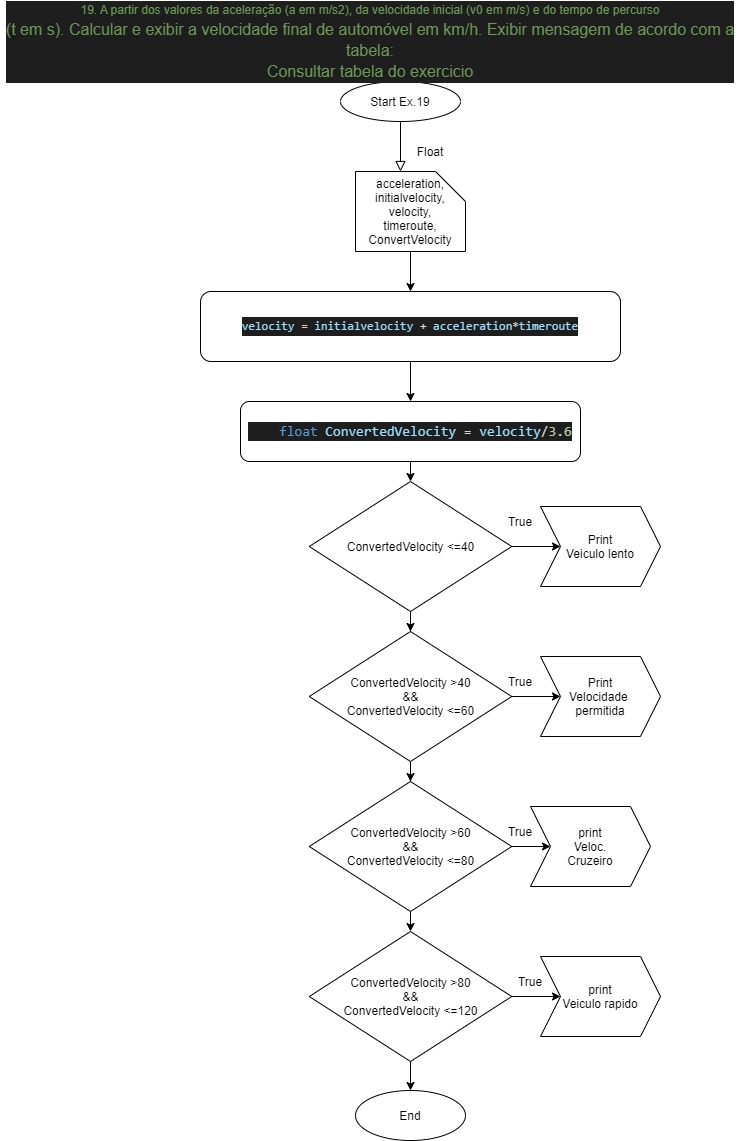 19. A partir dos valores da aceleração (a em m/s2), da velocidade inicial (v0 em m/s) e do tempo de percurso
(t em s). Calcular e exibir a velocidade final de automóvel em km/h. Exibir mensagem de acordo com a
tabela:
Consultar tabela do exercicio
Start Ex.19
Float
acceleration,
initialvelocity,
velocity,
timeroute,
ConvertVelocity
velocity = initialvelocity + acceleration*timeroute
float ConvertedVelocity = velocity/3.6
ConvertedVelocity <=40
True
Print
Veiculo lento
ConvertedVelocity >40
&&
ConvertedVelocity <=60
True
Print
Velocidade
permitida
ConvertedVelocity >60
&&
ConvertedVelocity <=80
True
print
Veloc.
Cruzeiro
ConvertedVelocity >80
&&
ConvertedVelocity <=120
True
print
Veiculo rapido
End